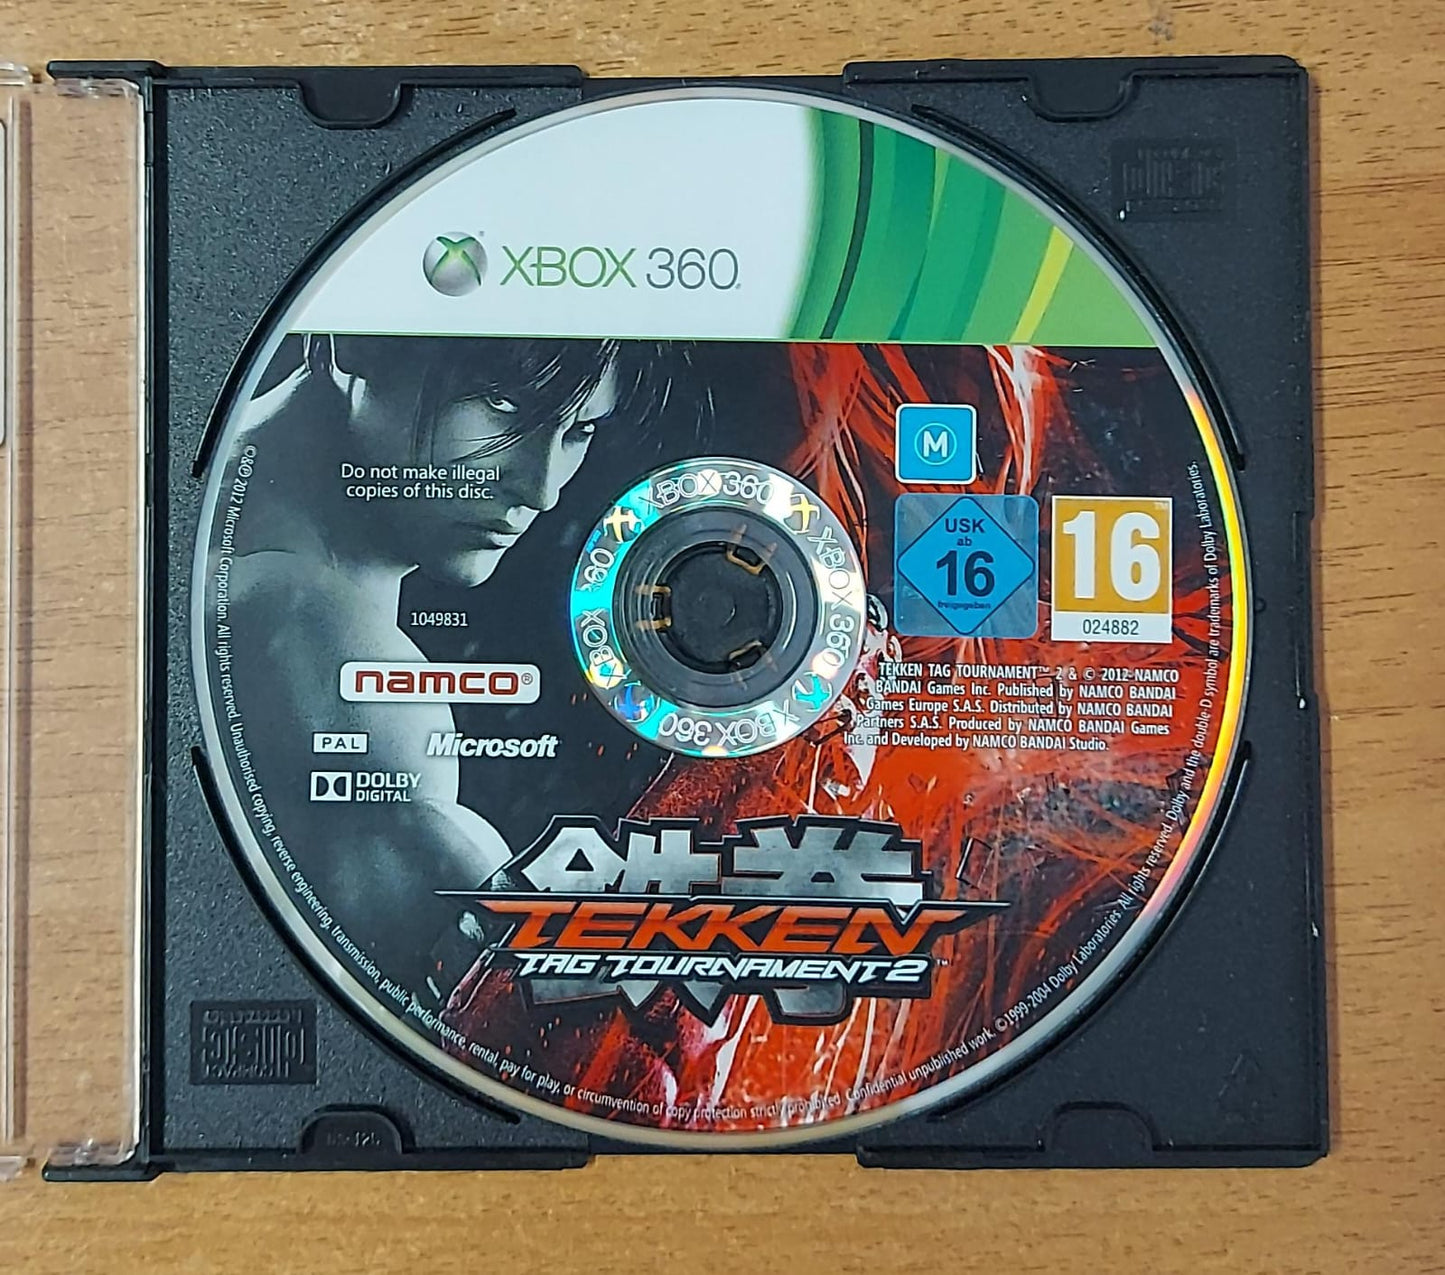 XBOX 360
Do not make illegal
copies of this disc.
1049831
namco®
PAL
Microsoft
DOLBY
DIGITAL
M
USK
ab
16
freigegeben
16
024882
TEKKEN TAG TOURNAMENT™ 2 & © 2012 NAMCO
BANDAI Games Inc. Published by NAMCO BANDAI
Games Europe S.A.S. Distributed by NAMCO BANDAI
Partners S.A.S. Produced by NAMCO BANDAI Games
Inc. and Developed by NAMCO BANDAI Studio.
XBOX 360 XBOX 360 XBOX 360 XBOX 360
鉄拳
TEKKEN
TAG TOURNAMENT 2™
©&℗ 2012 Microsoft Corporation. All rights reserved. Unauthorised copying, reverse engineering, transmission, public performance, rental, pay for play, or circumvention of copy protection strictly prohibited. Confidential unpublished work. ©1999-2004 Dolby Laboratories. All rights reserved. Dolby and the double-D symbol are trademarks of Dolby Laboratories.